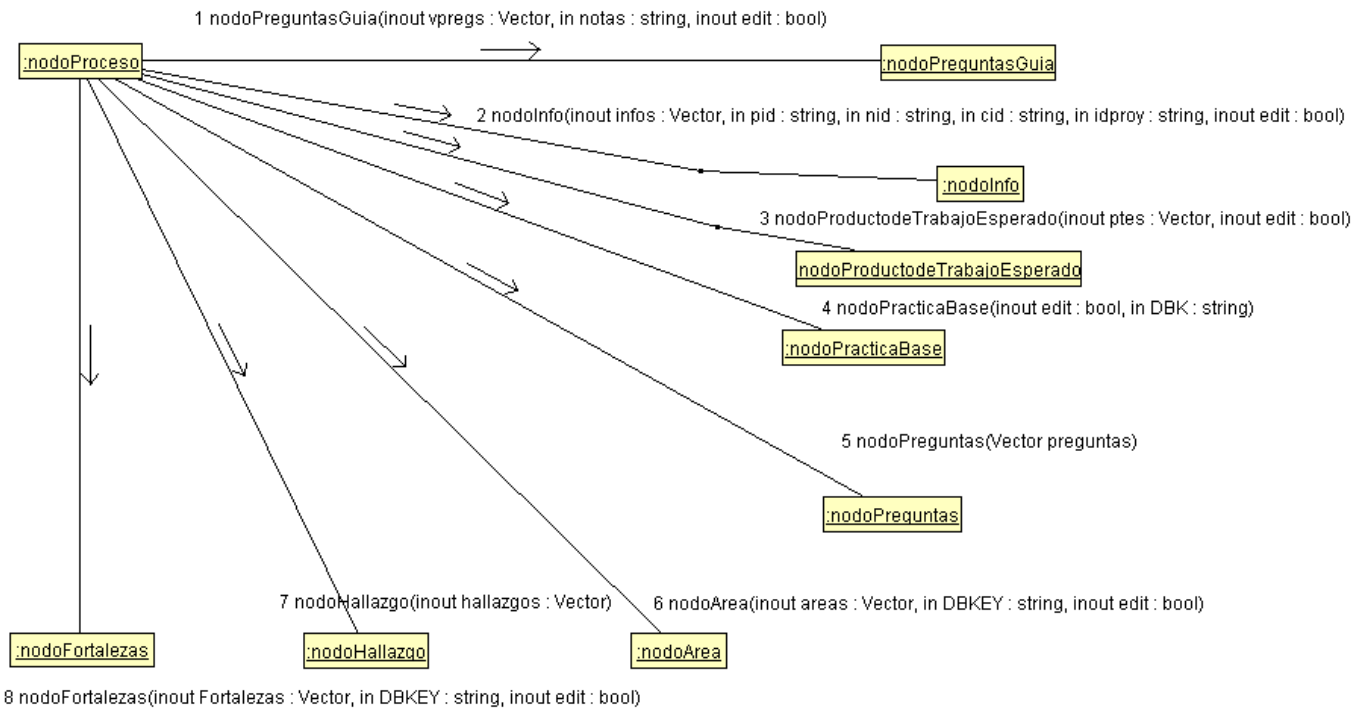 1 nodoPreguntasGuia(inout vpregs : Vector, in notas : string, inout edit : bool)
:nodoProceso
:nodoPreguntasGuia
2 nodoInfo(inout infos : Vector, in pid : string, in nid : string, in cid : string, in idproy : string, inout edit : bool)
:nodoInfo
3 nodoProductodeTrabajoEsperado(inout ptes : Vector, inout edit : bool)
nodoProductodeTrabajoEsperado
4 nodoPracticaBase(inout edit : bool, in DBK : string)
:nodoPracticaBase
5 nodoPreguntas(Vector preguntas)
:nodoPreguntas
7 nodoHallazgo(inout hallazgos : Vector)
6 nodoArea(inout areas : Vector, in DBKEY : string, inout edit : bool)
:nodoFortalezas
:nodoHallazgo
:nodoArea
8 nodoFortalezas(inout Fortalezas : Vector, in DBKEY : string, inout edit : bool)